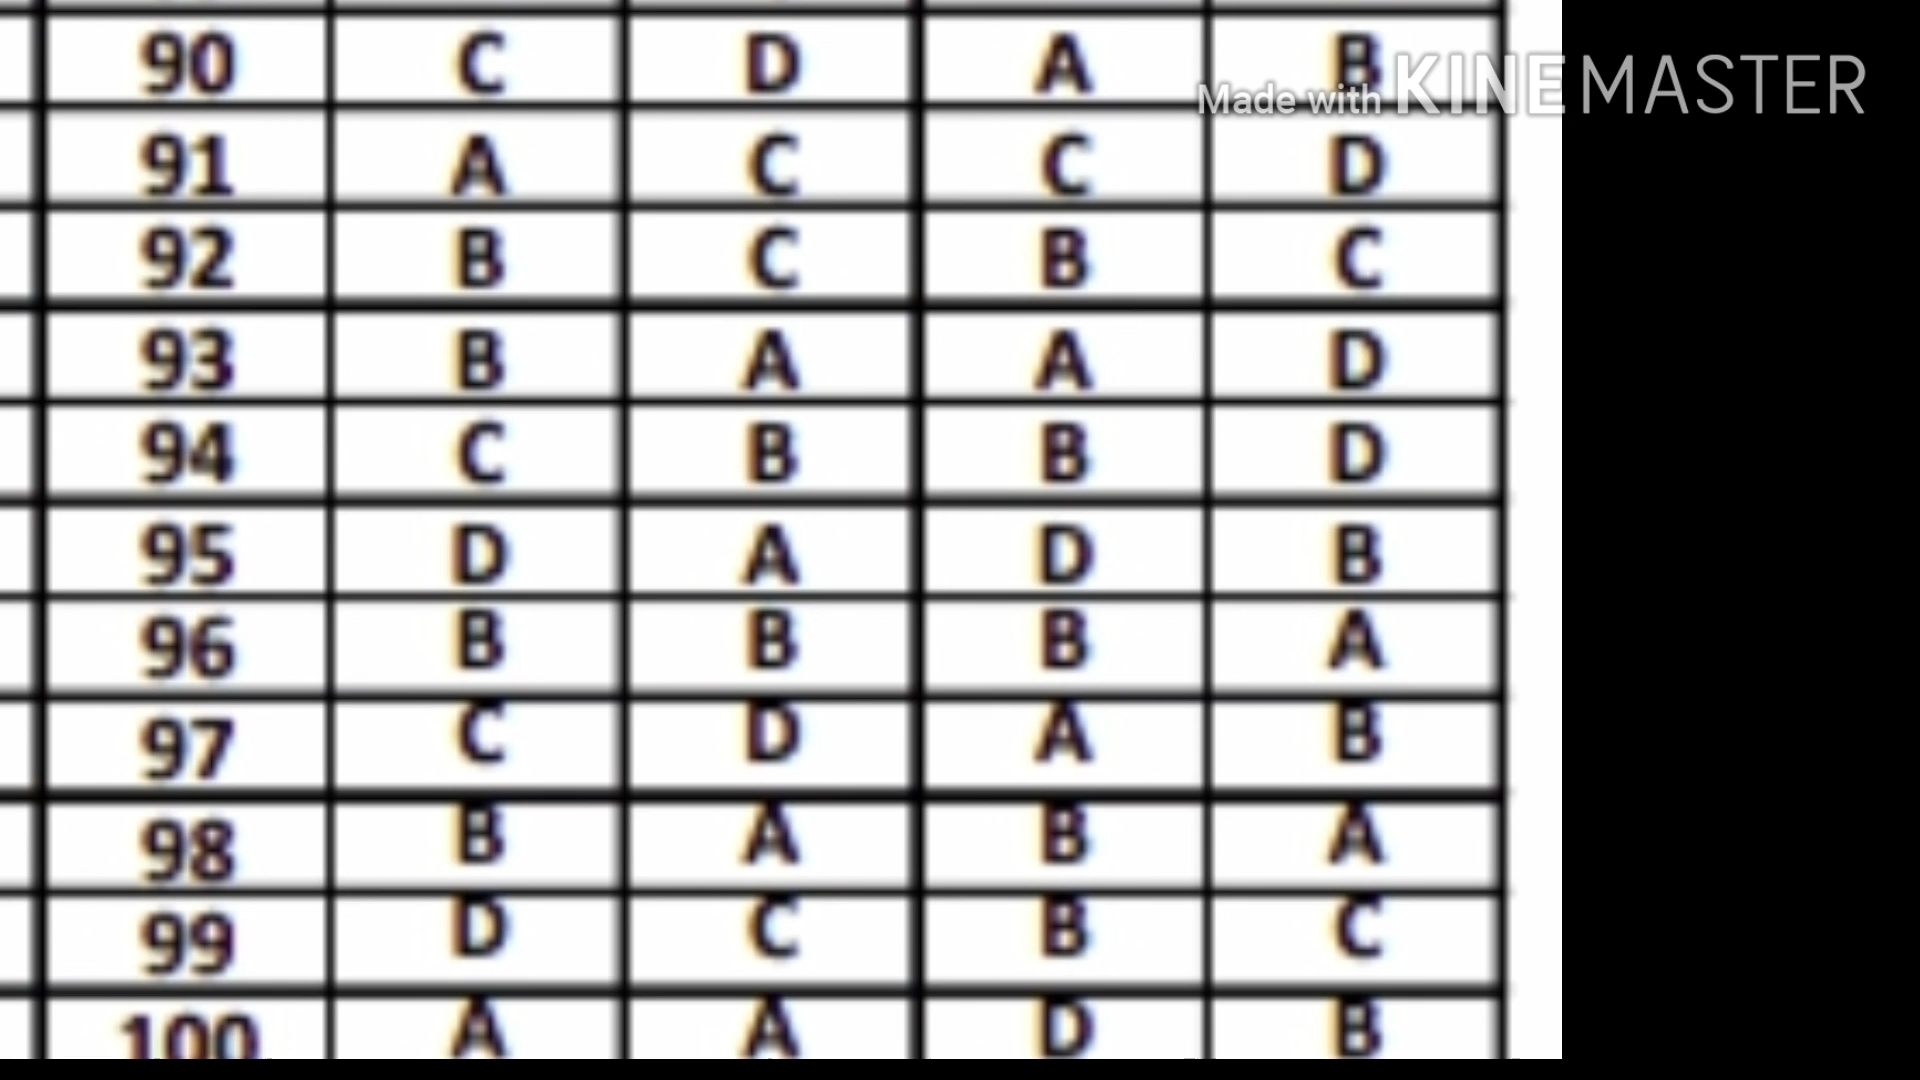 90 C D A B
Made with KINEMASTER
91 A C C D
92 B C B C
93 B A A D
94 C B B D
95 D A D B
96 B B B A
97 C D A B
98 B A B A
99 D C B C
100 A A D B